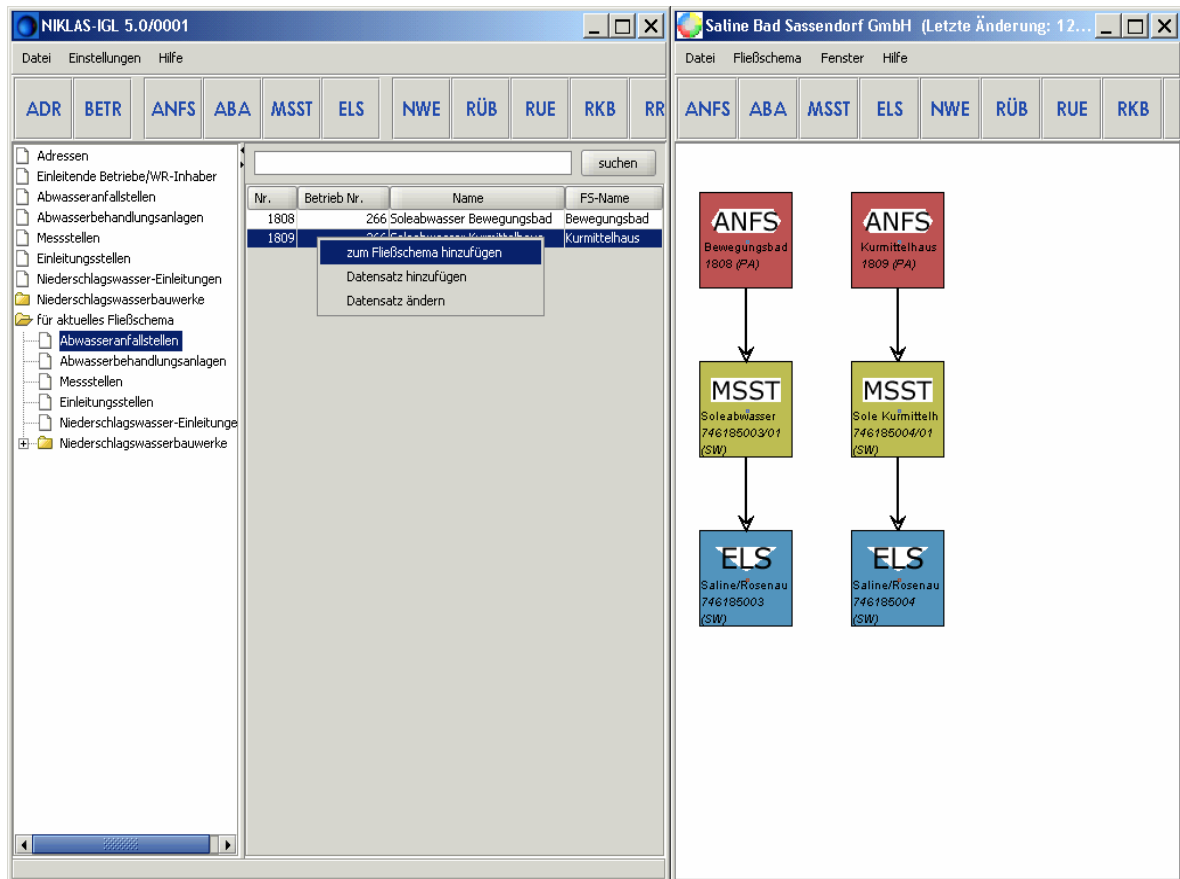 NIKLAS-IGL 5.0/0001
Datei Einstellungen Hilfe
ADR BETR ANFS ABA MSST ELS NWE RÜB RUE RKB RR
Adressen
Einleitende Betriebe/WR-Inhaber
Abwasseranfallstellen
Abwasserbehandlungsanlagen
Messstellen
Einleitungsstellen
Niederschlagswasser-Einleitungen
Niederschlagswasserbauwerke
für aktuelles Fließschema
Abwasseranfallstellen
Abwasserbehandlungsanlagen
Messstellen
Einleitungsstellen
Niederschlagswasser-Einleitunge
Niederschlagswasserbauwerke
suchen
Nr. Betrieb Nr. Name FS-Name
1808 266 Soleabwasser Bewegungsbad Bewegungsbad
1809 266 Soleabwasser Kurmittelhaus Kurmittelhaus
zum Fließschema hinzufügen
Datensatz hinzufügen
Datensatz ändern
Saline Bad Sassendorf GmbH (Letzte Änderung: 12...
Datei Fließschema Fenster Hilfe
ANFS ABA MSST ELS NWE RÜB RUE RKB
ANFS
Bewegungsbad
1808 (PA)
ANFS
Kurmittelhaus
1809 (PA)
MSST
Soleabwasser
746185003/01
(SW)
MSST
Sole Kurmittelh
746185004/01
(SW)
ELS
Saline/Rosenau
746185003
(SW)
ELS
Saline/Rosenau
746185004
(SW)